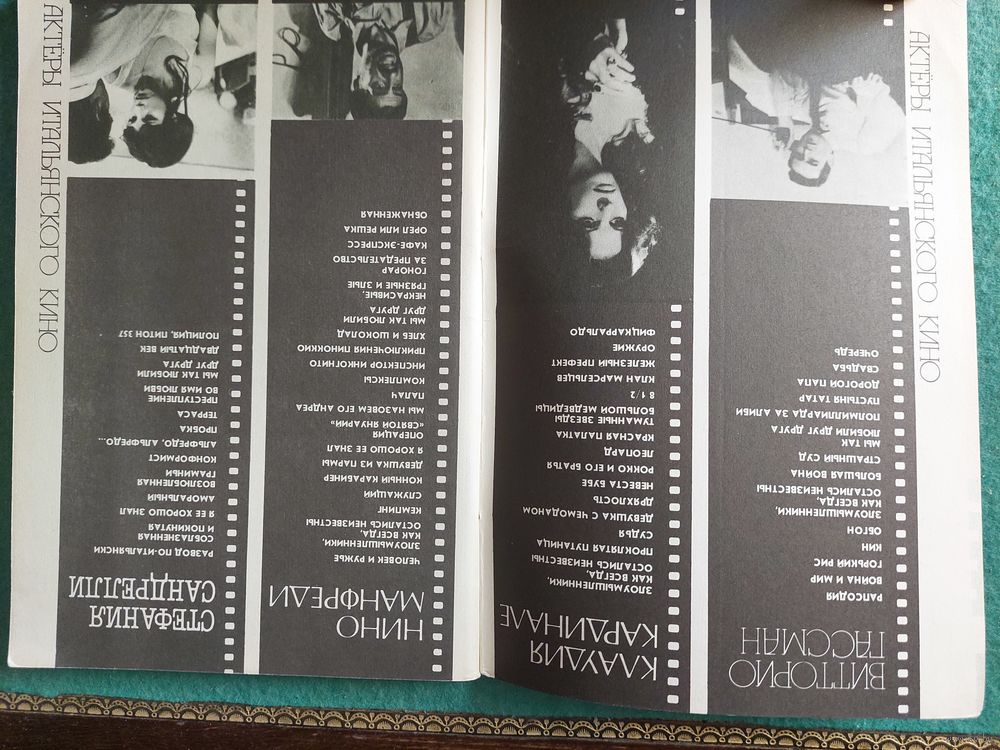 АКТЁРЫ ИТАЛЬЯНСКОГО КИНО
ВИТТОРИО
ГАССМАН
РАПСОДИЯ
ВОЙНА И МИР
ГОРЬКИЙ РИС
КИН
ОБГОН
ЗЛОУМЫШЛЕННИКИ,
КАК ВСЕГДА,
ОСТАЛИСЬ НЕИЗВЕСТНЫ
БОЛЬШАЯ ВОЙНА
СТРАШНЫЙ СУД
МЫ ТАК
ЛЮБИЛИ ДРУГ ДРУГА
ПОЛМИЛЛИАРДА ЗА АЛИБИ
ПУСТЫНЯ ТАТАР
ДОРОГОЙ ПАПА
СВАДЬБА
ОЧЕРЕДЬ
КЛАУДИЯ
КАРДИНАЛЕ
ЗЛОУМЫШЛЕННИКИ,
КАК ВСЕГДА,
ОСТАЛИСЬ НЕИЗВЕСТНЫ
ПРОКЛЯТАЯ ПУТАНИЦА
СУДЬЯ
ДЕВУШКА С ЧЕМОДАНОМ
ДРЯХЛОСТЬ
НЕВЕСТА БУБЕ
РОККО И ЕГО БРАТЬЯ
ЛЕОПАРД
КРАСНАЯ ПАЛАТКА
ТУМАННЫЕ ЗВЕЗДЫ
БОЛЬШОЙ МЕДВЕДИЦЫ
8 1/2
КЛАН МАРСЕЛЬЦЕВ
ЖЕЛЕЗНЫЙ ПРЕФЕКТ
ОРУЖИЕ
ФИЦКАРРАЛЬДО
НИНО
МАНФРЕДИ
ЧЕЛОВЕК И РУЖЬЕ
ЗЛОУМЫШЛЕННИКИ,
КАК ВСЕГДА,
ОСТАЛИСЬ НЕИЗВЕСТНЫ
КЕМПИНГ
СЛУЖАЩИЙ
КОННЫЙ КАРАБИНЕР
ДЕВУШКА ИЗ ПАРМЫ
Я ХОРОШО ЕЕ ЗНАЛ
ОПЕРАЦИЯ
«СВЯТОЙ ЯНУАРИЙ»
МЫ НАЗОВЕМ ЕГО АНДРЕА
ПАЛАЧ
КОМПЛЕКСЫ
ИНСПЕКТОР ИНКОГНИТО
ПРИКЛЮЧЕНИЯ ПИНОККИО
ХЛЕБ И ШОКОЛАД
МЫ ТАК ЛЮБИЛИ
ДРУГ ДРУГА
НЕКРАСИВЫЕ,
ГРЯЗНЫЕ И ЗЛЫЕ
ГОНОРАР
ЗА ПРЕДАТЕЛЬСТВО
КАФЕ-ЭКСПРЕСС
ОРЕЛ ИЛИ РЕШКА
ОБНАЖЕННАЯ
СТЕФАНИЯ
САНДРЕЛЛИ
РАЗВОД ПО-ИТАЛЬЯНСКИ
СОБЛАЗНЕННАЯ
И ПОКИНУТАЯ
Я ЕЕ ХОРОШО ЗНАЛ
АМОРАЛЬНЫЙ
ВОЗЛЮБЛЕННАЯ
ГРАМИНЬИ
КОНФОРМИСТ
АЛЬФРЕДО, АЛЬФРЕДО...
ПРОБКА
ТЕРРАСА
ПРЕСТУПЛЕНИЕ
ВО ИМЯ ЛЮБВИ
МЫ ТАК ЛЮБИЛИ
ДРУГ ДРУГА
ДВАДЦАТЫЙ ВЕК
ПОЛИЦИЯ, ПИТОН 357
АКТЁРЫ ИТАЛЬЯНСКОГО КИНО